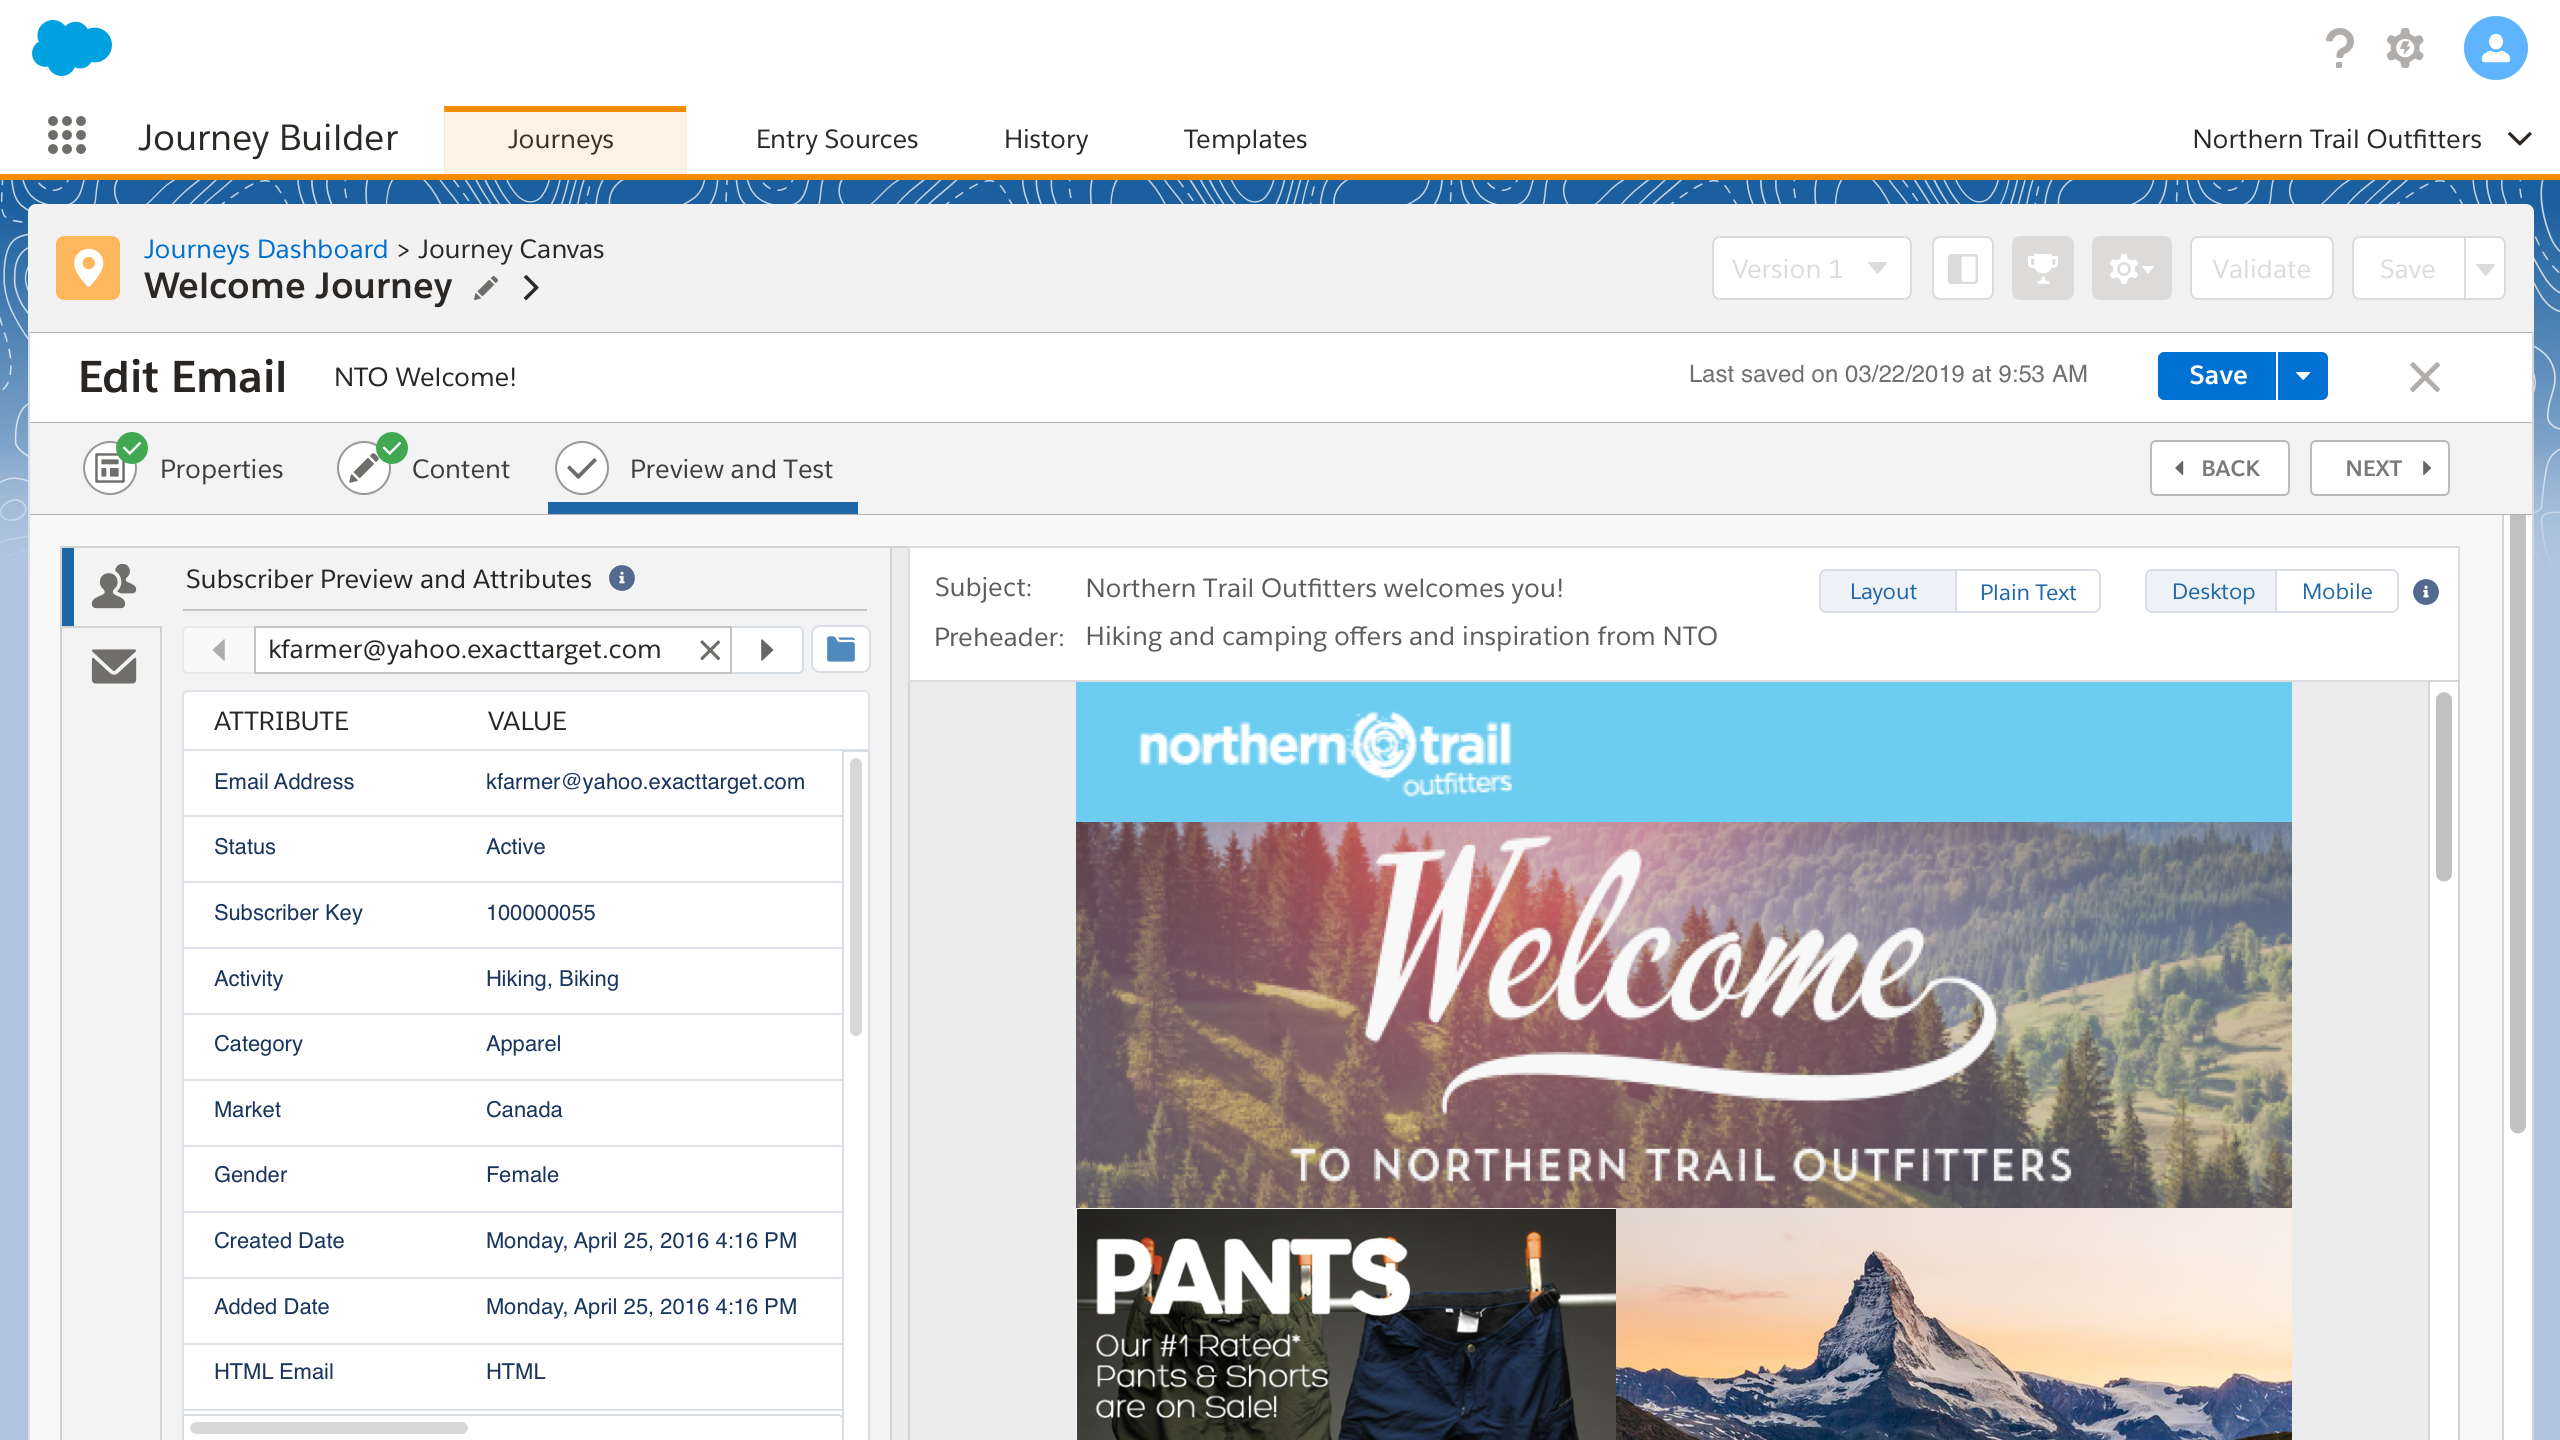 Journey Builder
Journeys
Entry Sources
History
Templates
Northern Trail Outfitters
Journeys Dashboard > Journey Canvas
Welcome Journey
Version 1
Validate
Save
Edit Email
NTO Welcome!
Last saved on 03/22/2019 at 9:53 AM
Save
Properties
Content
Preview and Test
BACK
NEXT
Subscriber Preview and Attributes
kfarmer@yahoo.exacttarget.com
ATTRIBUTE VALUE
Email Address kfarmer@yahoo.exacttarget.com
Status Active
Subscriber Key 100000055
Activity Hiking, Biking
Category Apparel
Market Canada
Gender Female
Created Date Monday, April 25, 2016 4:16 PM
Added Date Monday, April 25, 2016 4:16 PM
HTML Email HTML
Subject: Northern Trail Outfitters welcomes you!
Preheader: Hiking and camping offers and inspiration from NTO
Layout
Plain Text
Desktop
Mobile
northern trail
outfitters
Welcome
TO NORTHERN TRAIL OUTFITTERS
PANTS
Our #1 Rated*
Pants & Shorts
are on Sale!